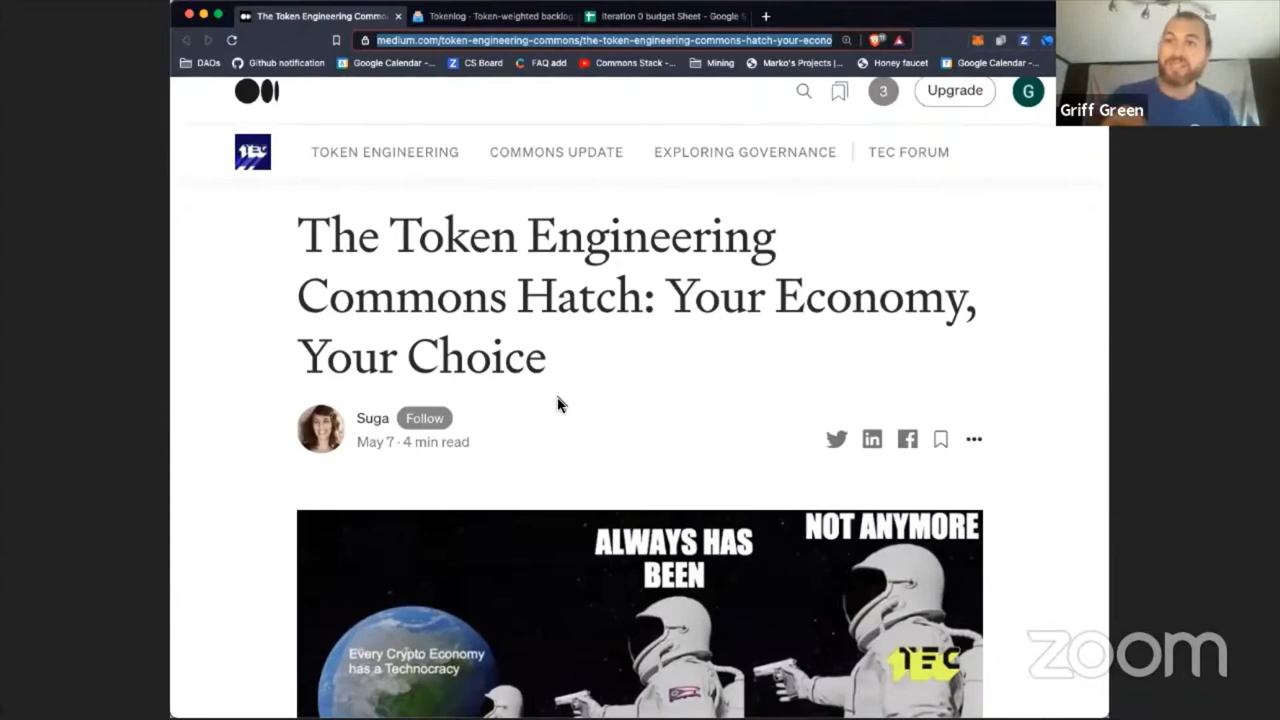 The Token Engineering Commo
Tokenlog - Token-weighted backlog
Iteration 0 budget Sheet - Google S
medium.com/token-engineering-commons/the-token-engineering-commons-hatch-your-econo
DAOs
Github notification
Google Calendar -...
CS Board
FAQ add
Commons Stack -...
Mining
Marko's Projects |...
Honey faucet
Google Calendar –...
3
Upgrade
G
Griff Green
TEC
TOKEN ENGINEERING
COMMONS UPDATE
EXPLORING GOVERNANCE
TEC FORUM
The Token Engineering
Commons Hatch: Your Economy,
Your Choice
Suga
Follow
May 7 · 4 min read
NOT ANYMORE
ALWAYS HAS
BEEN
Every Crypto Economy
has a Technocracy
TEC
zoom